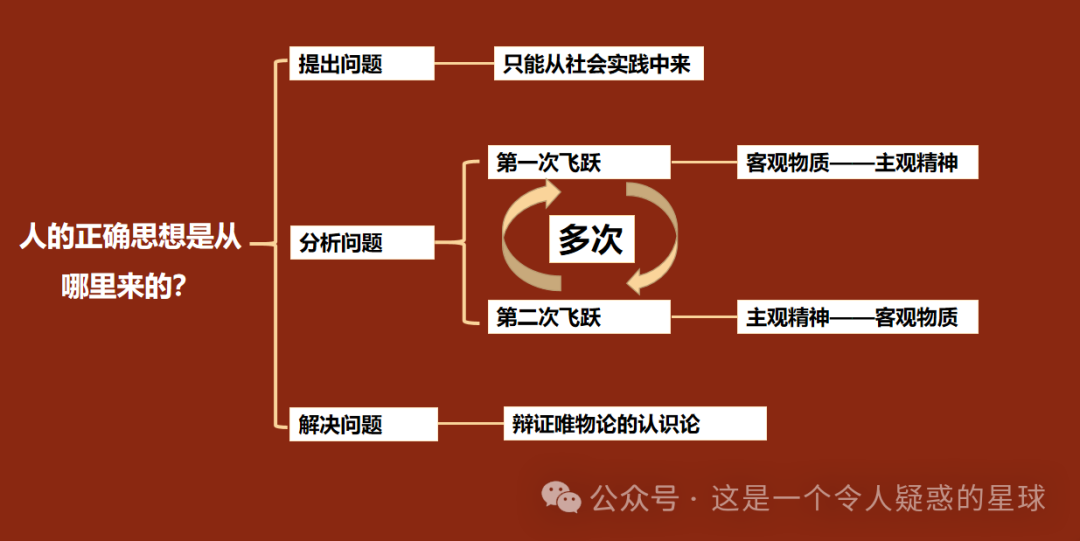 提出问题
只能从社会实践中来
第一次飞跃
客观物质——主观精神
人的正确思想是从
哪里来的？
分析问题
多次
第二次飞跃
主观精神——客观物质
解决问题
辩证唯物论的认识论
公众号 · 这是一个令人疑惑的星球